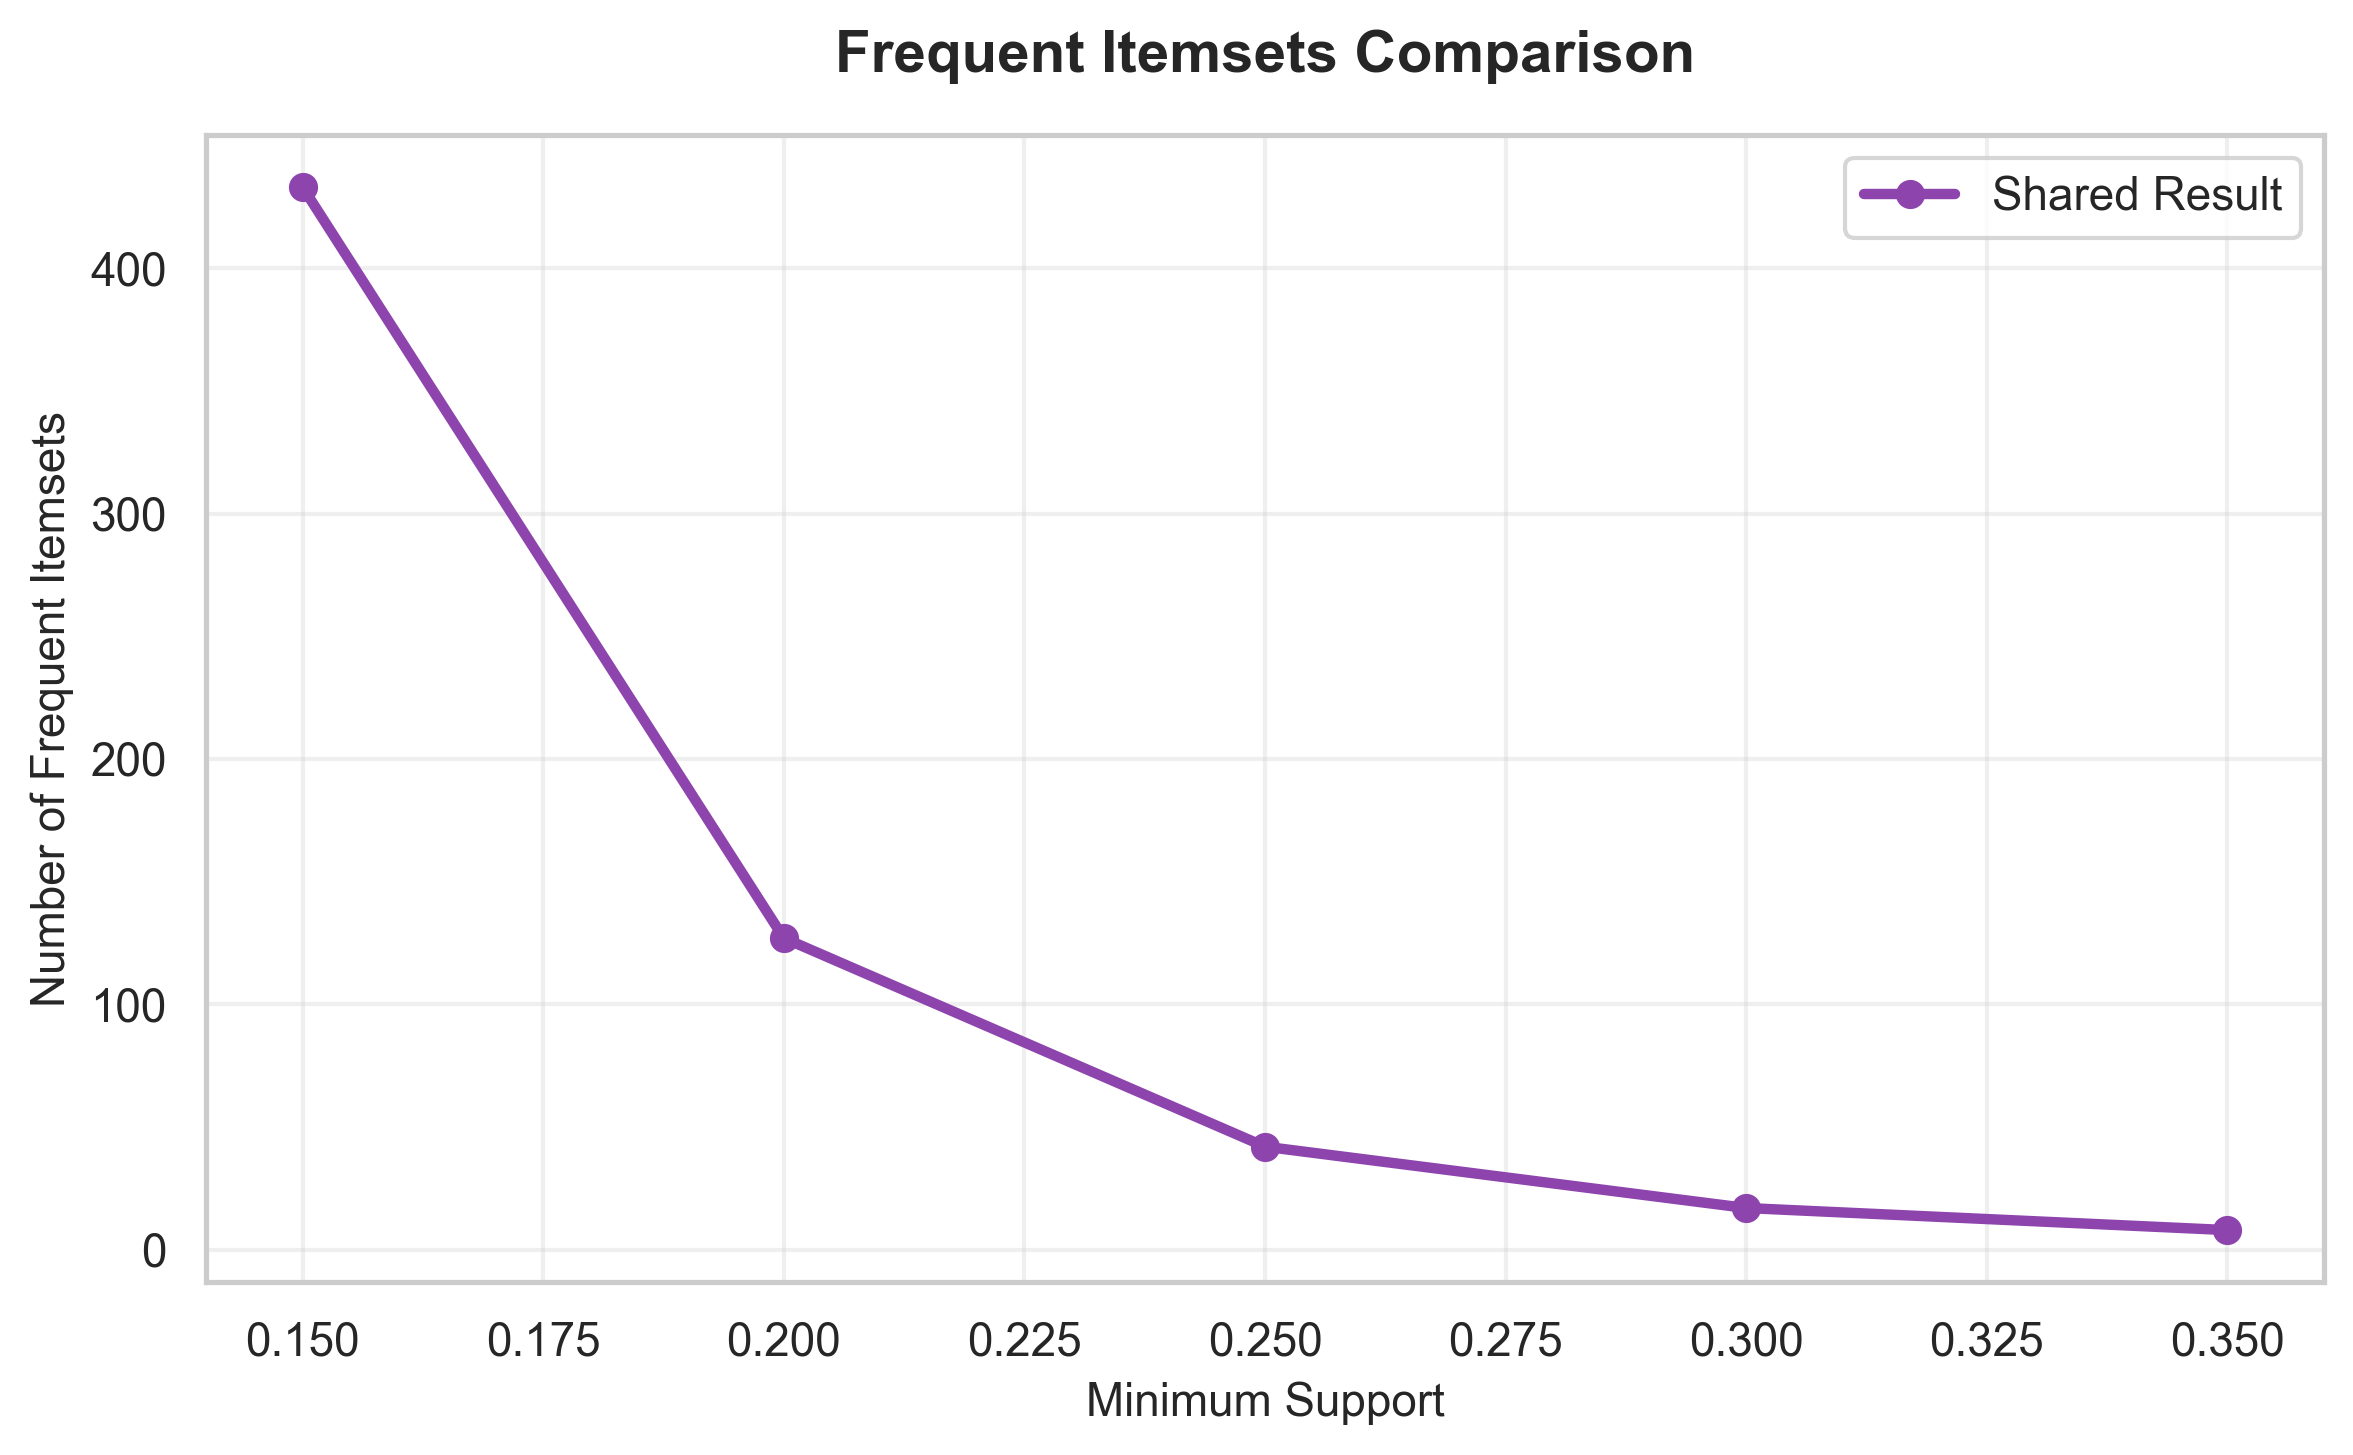 Frequent Itemsets Comparison
Shared Result
Number of Frequent Itemsets
400
300
200
100
0
0.150 0.175 0.200 0.225 0.250 0.275 0.300 0.325 0.350
Minimum Support